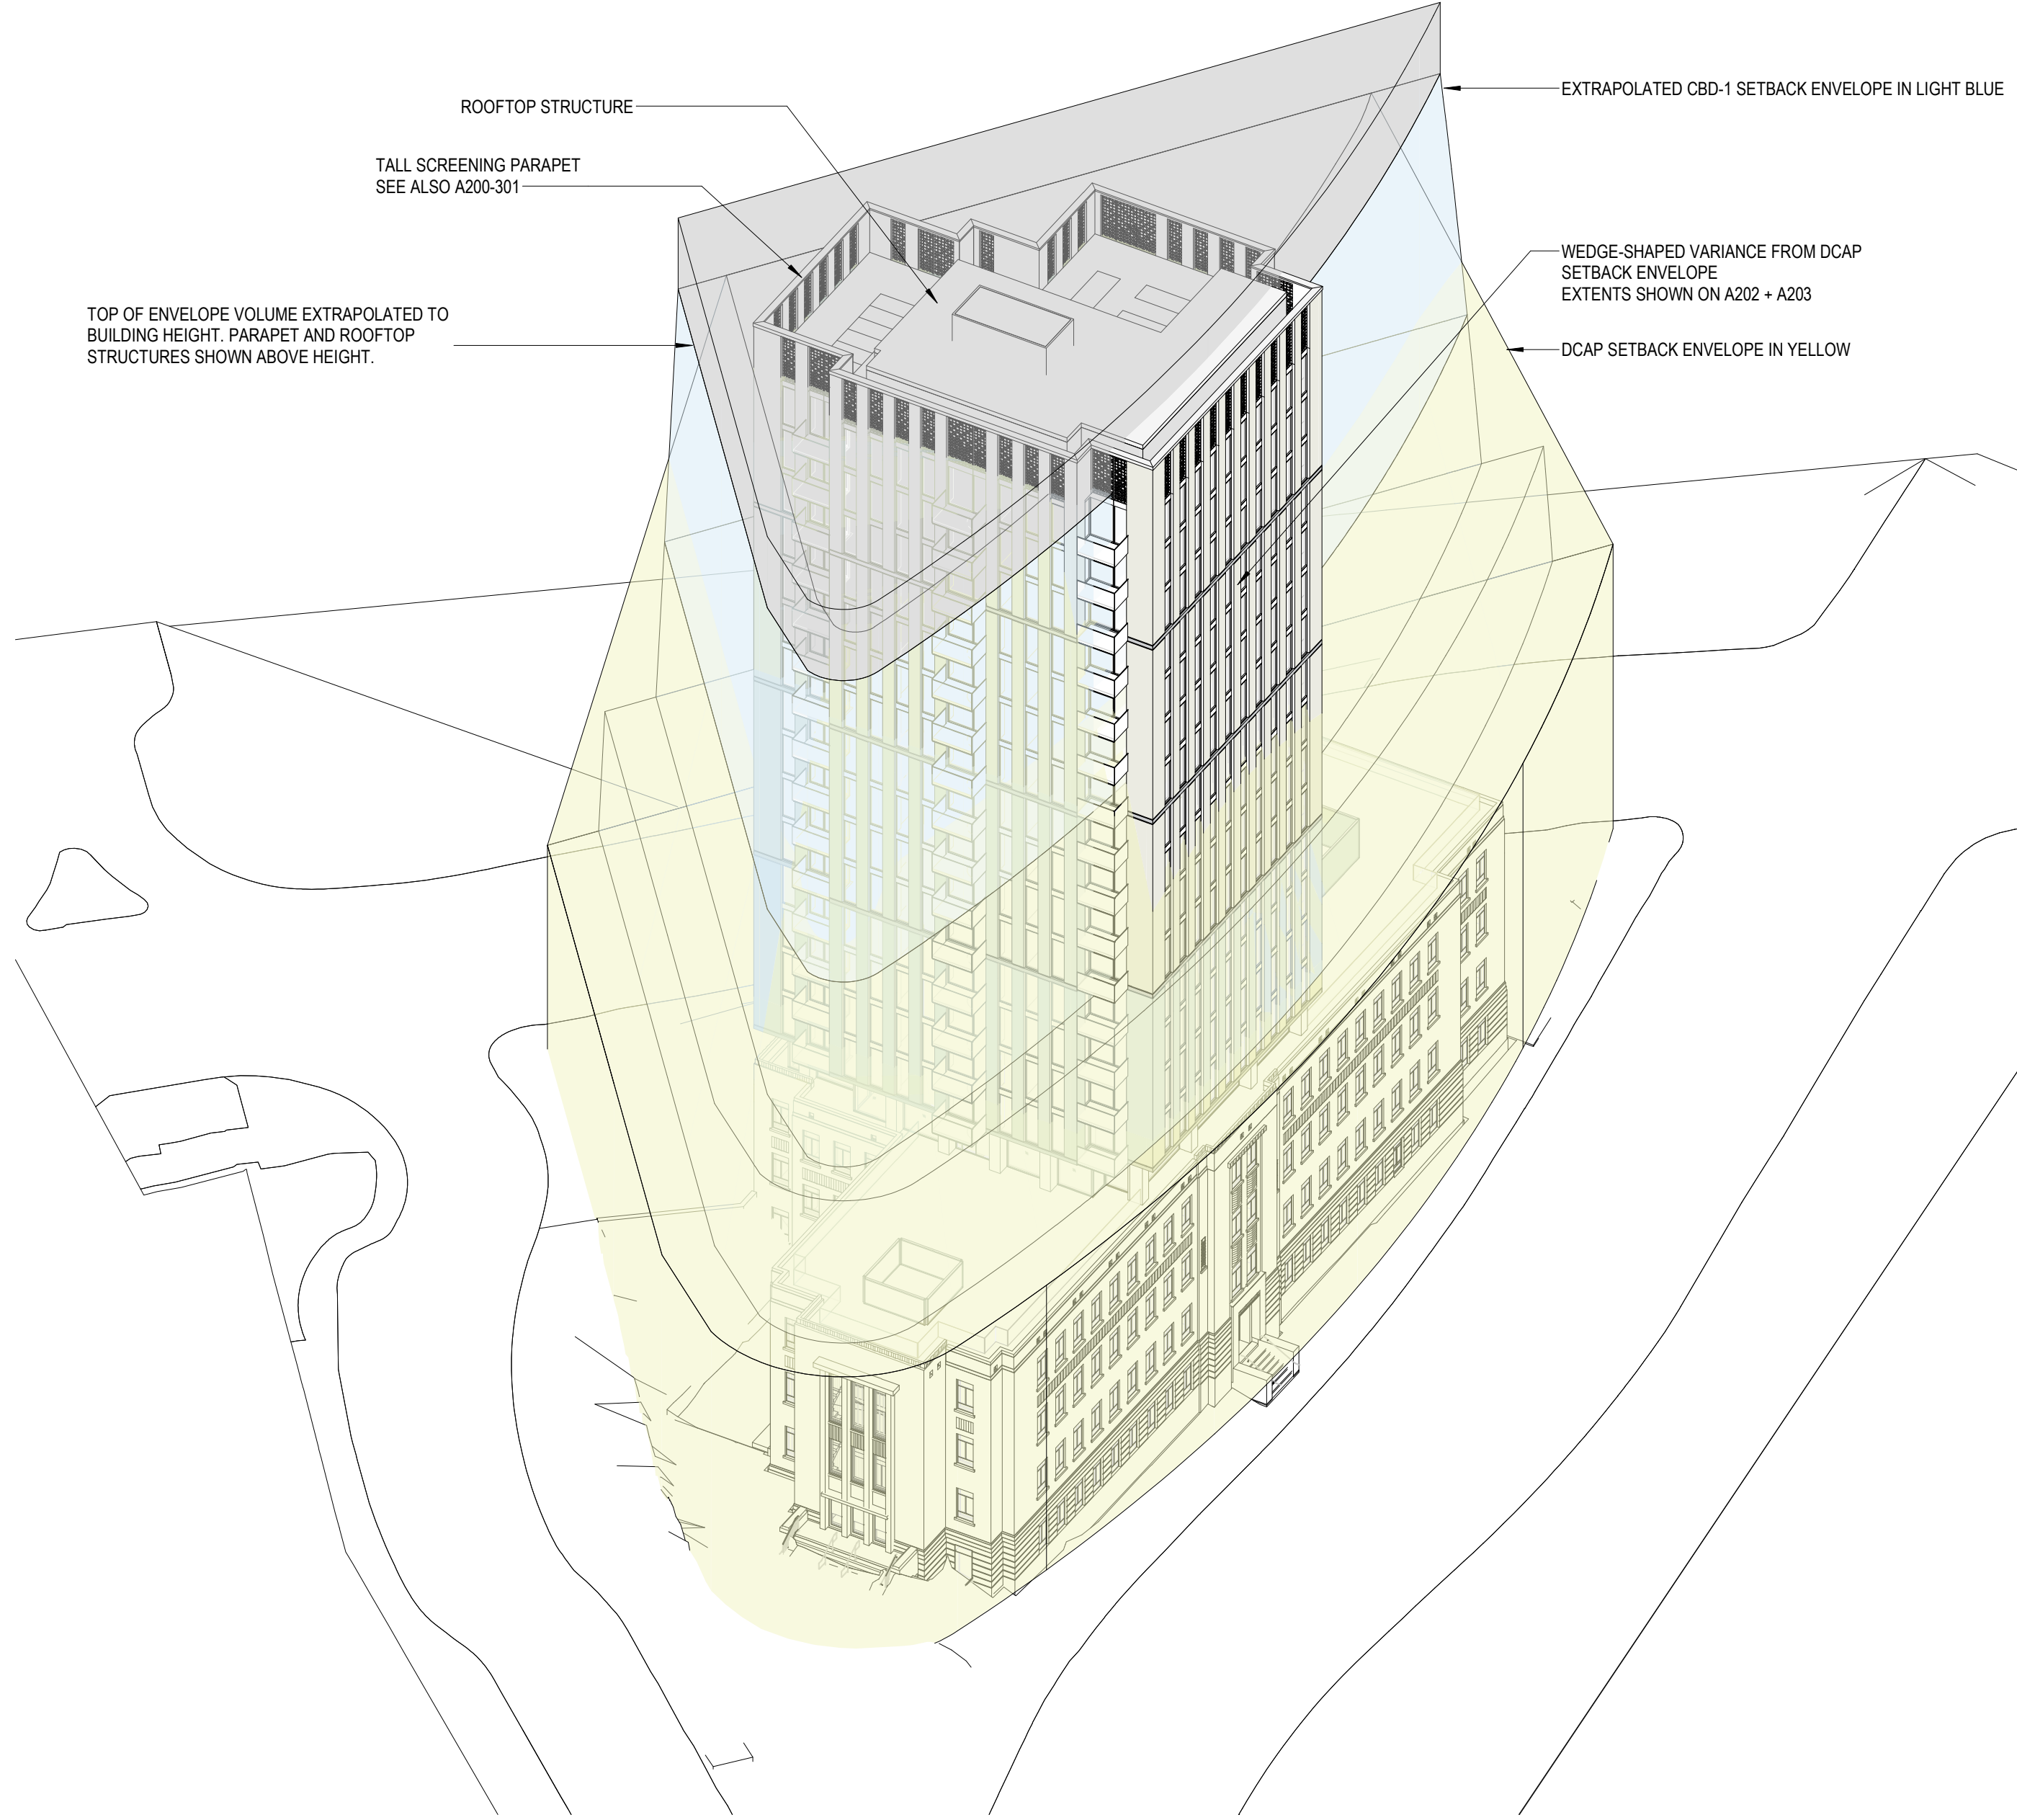 ROOFTOP STRUCTURE
TALL SCREENING PARAPET
SEE ALSO A200-301
TOP OF ENVELOPE VOLUME EXTRAPOLATED TO
BUILDING HEIGHT. PARAPET AND ROOFTOP
STRUCTURES SHOWN ABOVE HEIGHT.
EXTRAPOLATED CBD-1 SETBACK ENVELOPE IN LIGHT BLUE
WEDGE-SHAPED VARIANCE FROM DCAP
SETBACK ENVELOPE
EXTENTS SHOWN ON A202 + A203
DCAP SETBACK ENVELOPE IN YELLOW